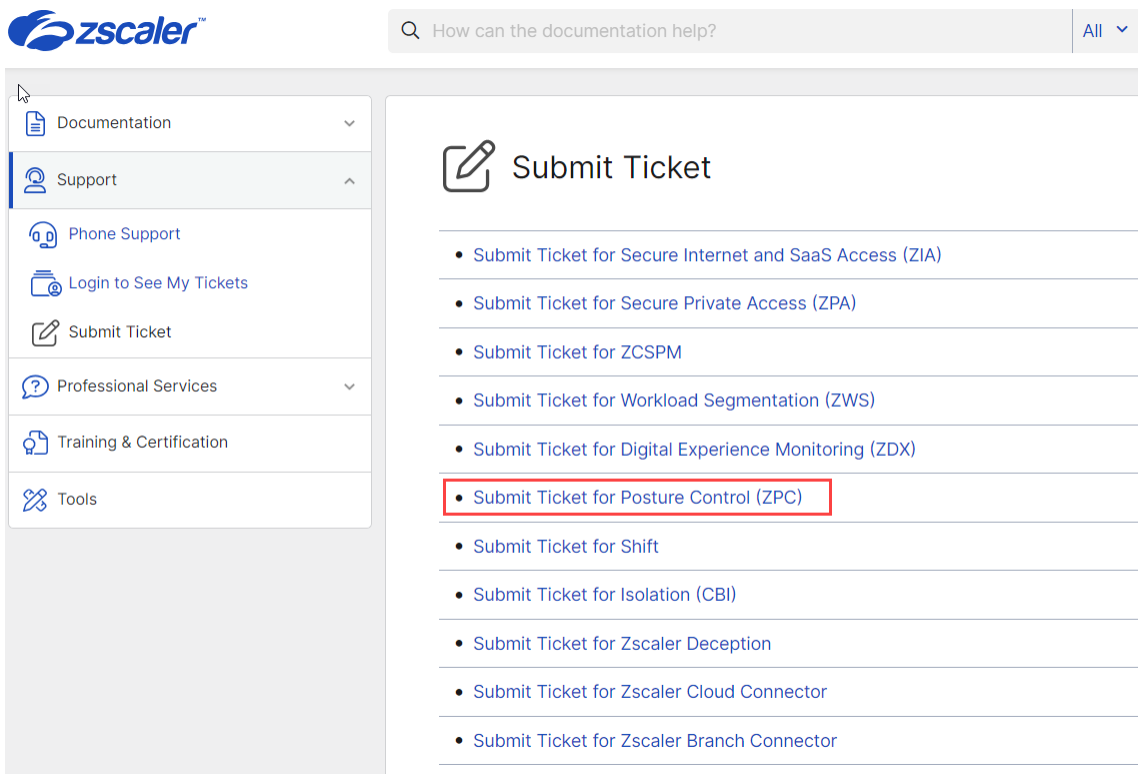 zscaler™
How can the documentation help?
All
Documentation
Support
Phone Support
Login to See My Tickets
Submit Ticket
Professional Services
Training & Certification
Tools
Submit Ticket
Submit Ticket for Secure Internet and SaaS Access (ZIA)
Submit Ticket for Secure Private Access (ZPA)
Submit Ticket for ZCSPM
Submit Ticket for Workload Segmentation (ZWS)
Submit Ticket for Digital Experience Monitoring (ZDX)
Submit Ticket for Posture Control (ZPC)
Submit Ticket for Shift
Submit Ticket for Isolation (CBI)
Submit Ticket for Zscaler Deception
Submit Ticket for Zscaler Cloud Connector
Submit Ticket for Zscaler Branch Connector